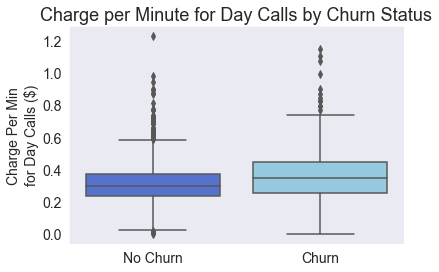 Charge per Minute for Day Calls by Churn Status
Charge Per Min
for Day Calls ($)
1.2
1.0
0.8
0.6
0.4
0.2
0.0
No Churn
Churn